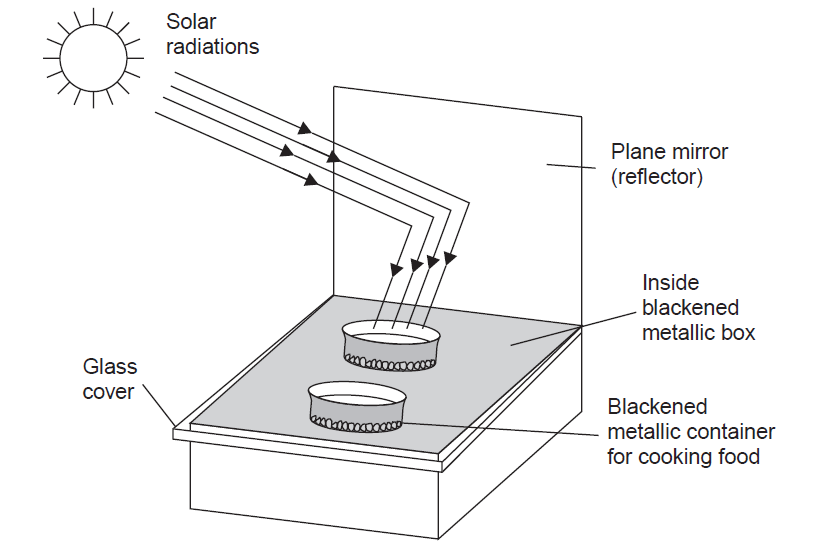 Solar
radiations
Plane mirror
(reflector)
Inside
blackened
metallic box
Glass
cover
Blackened
metallic container
for cooking food